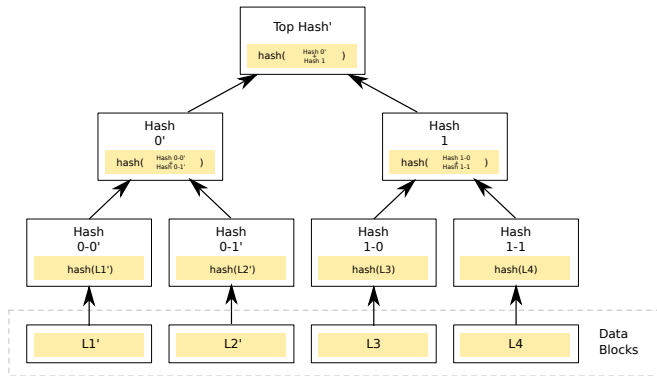 Top Hash'
hash( Hash 0' + Hash 1 )
Hash
0'
hash( Hash 0-0' + Hash 0-1' )
Hash
1
hash( Hash 1-0 + Hash 1-1 )
Hash
0-0'
hash(L1')
Hash
0-1'
hash(L2')
Hash
1-0
hash(L3)
Hash
1-1
hash(L4)
L1'
L2'
L3
L4
Data
Blocks